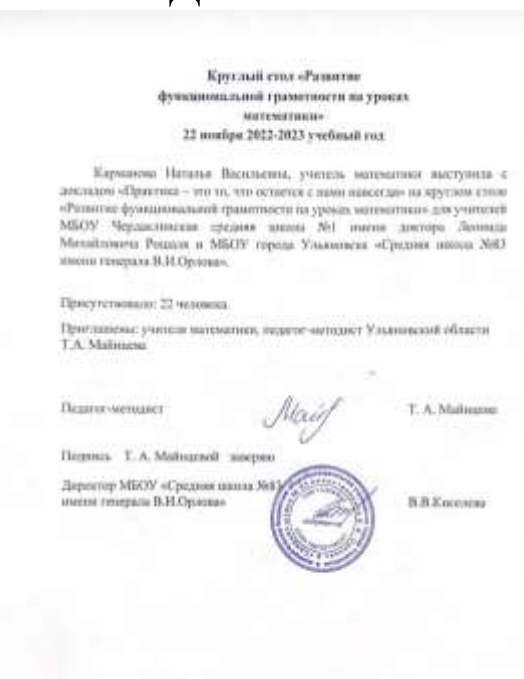 Круглый стол «Развитие
функциональной грамотности на уроках
математики»
22 ноября 2022-2023 учебный год
Карманова Наталья Васильевна, учитель математики выступила с
докладом «Практика – это то, что остается с нами навсегда» на круглом столе
«Развитие функциональной грамотности на уроках математики» для учителей
МБОУ Чердаклинская средняя школа №1 имени доктора Леонида
Михайловича Рошаля и МБОУ города Ульяновска «Средняя школа №83
имени генерала В.И.Орлова».
Присутствовало: 22 человека.
Приглашены: учителя математики, педагог-методист Ульяновской области
Т.А. Майнцева
Педагог-методист
Т. А. Майнцева
Подпись Т. А. Майнцевой заверяю
Директор МБОУ «Средняя школа №83
имени генерала В.И.Орлова»
В.В.Киселева